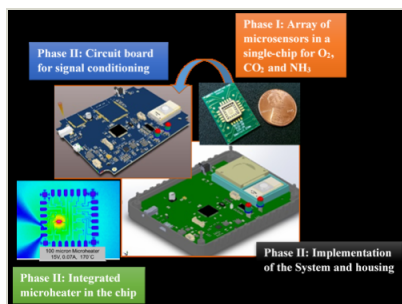 Phase I: Array of
microsensors in a
single-chip for O₂,
CO₂ and NH₃
Phase II: Circuit board
for signal conditioning
100 micron Microheater
15V, 0.07A, 170°C
Phase II: Implementation
of the System and housing
Phase II: Integrated
microheater in the chip